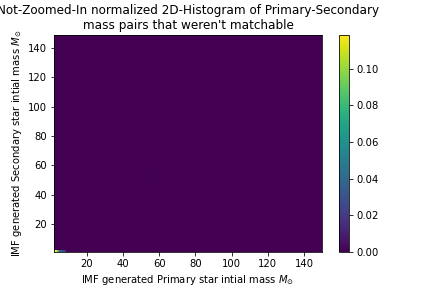 Not-Zoomed-In normalized 2D-Histogram of Primary-Secondary
mass pairs that weren't matchable
IMF generated Secondary star intial mass M☉
140
120
100
80
60
40
20
20 40 60 80 100 120 140
IMF generated Primary star intial mass M☉
0.10
0.08
0.06
0.04
0.02
0.00